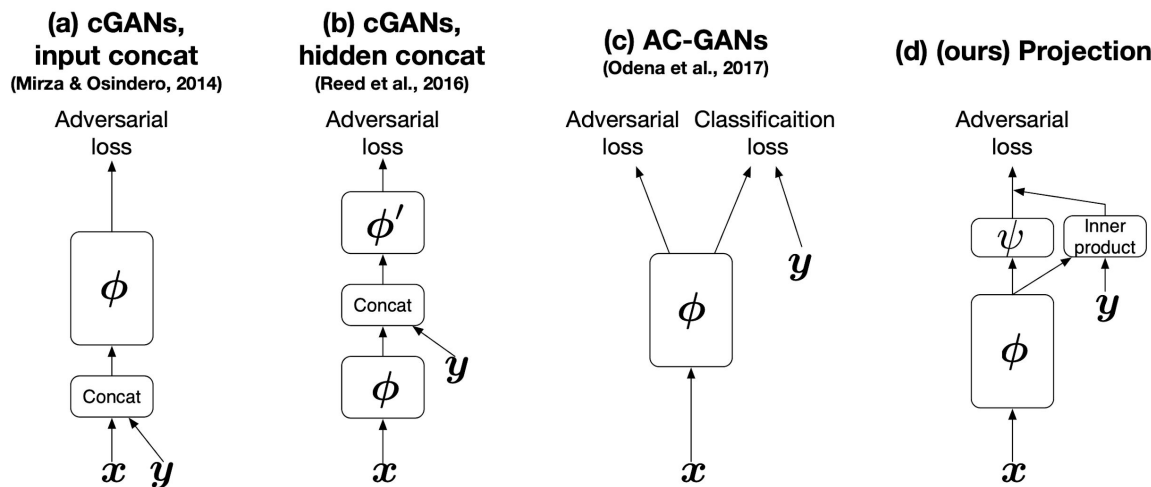 (a) cGANs,
input concat
(Mirza & Osindero, 2014)
Adversarial
loss
ϕ
Concat
x y
(b) cGANs,
hidden concat
(Reed et al., 2016)
Adversarial
loss
ϕ′
Concat
y
ϕ
x
(c) AC-GANs
(Odena et al., 2017)
Adversarial
loss
Classificaition
loss
y
ϕ
x
(d) (ours) Projection
Adversarial
loss
ψ
Inner
product
y
ϕ
x